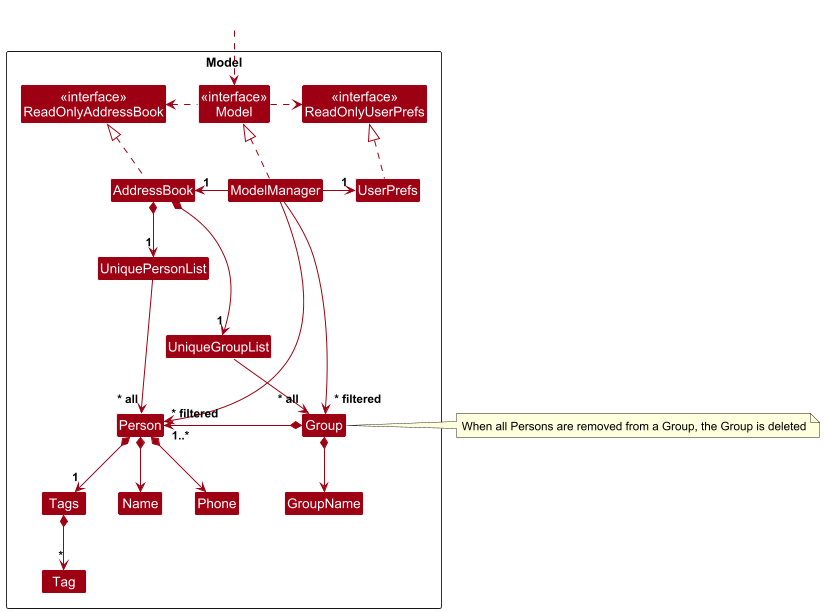 Model
«interface»
ReadOnlyAddressBook
«interface»
Model
«interface»
ReadOnlyUserPrefs
AddressBook
1
ModelManager
1
UserPrefs
1
UniquePersonList
1
UniqueGroupList
* all
* filtered
* all
* filtered
Person
1..*
Group
When all Persons are removed from a Group, the Group is deleted
1
Tags
Name
Phone
GroupName
*
Tag